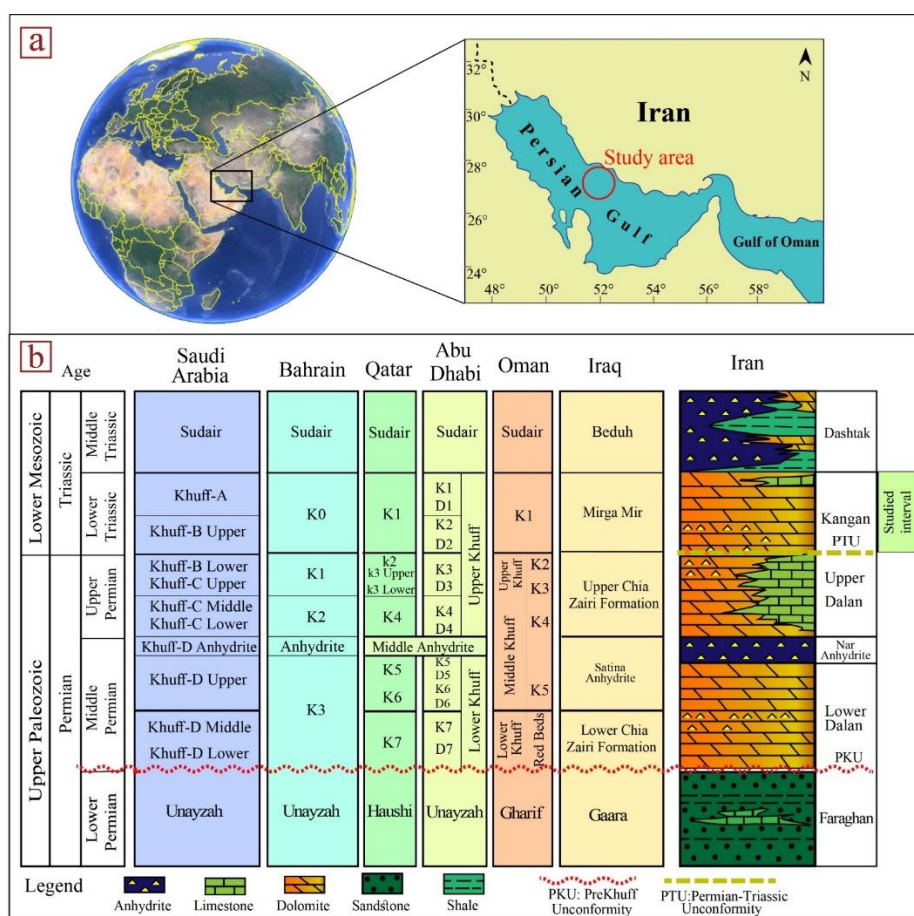 a
32°
30°
28°
26°
24°
48°
50°
52°
54°
56°
58°
N
Iran
Study area
Persian Gulf
Gulf of Oman
b
Age
Saudi
Arabia
Bahrain
Qatar
Abu
Dhabi
Oman
Iraq
Iran
Lower Mesozoic
Triassic
Middle
Triassic
Sudair
Sudair
Sudair
Sudair
Sudair
Beduh
Dashtak
Lower
Triassic
Khuff-A
Khuff-B Upper
K0
K1
K1
D1
K2
D2
Upper Khuff
K1
Mirga Mir
Kangan
PTU
Studied
interval
Upper Paleozoic
Permian
Upper
Permian
Khuff-B Lower
Khuff-C Upper
Khuff-C Middle
Khuff-C Lower
K1
K2
k2
k3 Upper
k3 Lower
K4
K3
D3
K4
D4
Upper
Khuff
K2
K3
Middle Khuff
K4
Upper Chia
Zairi Formation
Upper
Dalan
Middle
Permian
Khuff-D Anhydrite
Anhydrite
Middle Anhydrite
Nar
Anhydrite
Khuff-D Upper
K3
K5
K6
K5
D5
K6
D6
Lower Khuff
K5
Satina
Anhydrite
Khuff-D Middle
Khuff-D Lower
K7
K7
D7
Lower
Khuff
Red Beds
Lower Chia
Zairi Formation
Lower
Dalan
PKU
Lower
Permian
Unayzah
Unayzah
Haushi
Unayzah
Gharif
Gaara
Faraghan
Legend
Anhydrite
Limestone
Dolomite
Sandstone
Shale
PKU: PreKhuff
Unconformity
PTU:Permian-Triassic
Unconformity